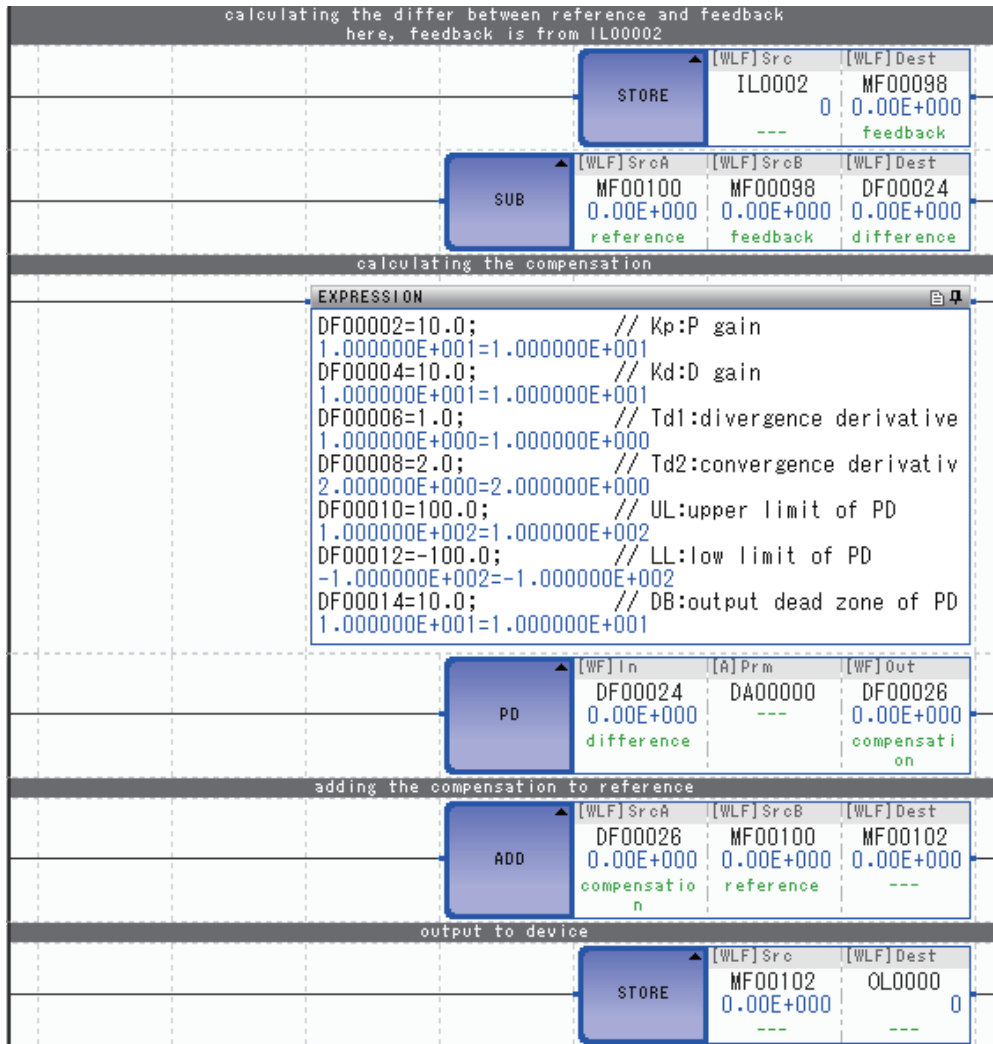 calculating the differ between reference and feedback
here, feedback is from IL00002
[WLF]Src [WLF]Dest
STORE IL0002 MF00098
0 0.00E+000
--- feedback
[WLF]SrcA [WLF]SrcB [WLF]Dest
SUB MF00100 MF00098 DF00024
0.00E+000 0.00E+000 0.00E+000
reference feedback difference
calculating the compensation
EXPRESSION
DF00002=10.0; // Kp:P gain
1.000000E+001=1.000000E+001
DF00004=10.0; // Kd:D gain
1.000000E+001=1.000000E+001
DF00006=1.0; // Td1:divergence derivative
1.000000E+000=1.000000E+000
DF00008=2.0; // Td2:convergence derivativ
2.000000E+000=2.000000E+000
DF00010=100.0; // UL:upper limit of PD
1.000000E+002=1.000000E+002
DF00012=-100.0; // LL:low limit of PD
-1.000000E+002=-1.000000E+002
DF00014=10.0; // DB:output dead zone of PD
1.000000E+001=1.000000E+001
[WF]In [A]Prm [WF]Out
PD DF00024 DA00000 DF00026
0.00E+000 --- 0.00E+000
difference compensati
on
adding the compensation to reference
[WLF]SrcA [WLF]SrcB [WLF]Dest
ADD DF00026 MF00100 MF00102
0.00E+000 0.00E+000 0.00E+000
compensatio reference ---
n
output to device
[WLF]Src [WLF]Dest
STORE MF00102 OL0000
0.00E+000 0
--- ---